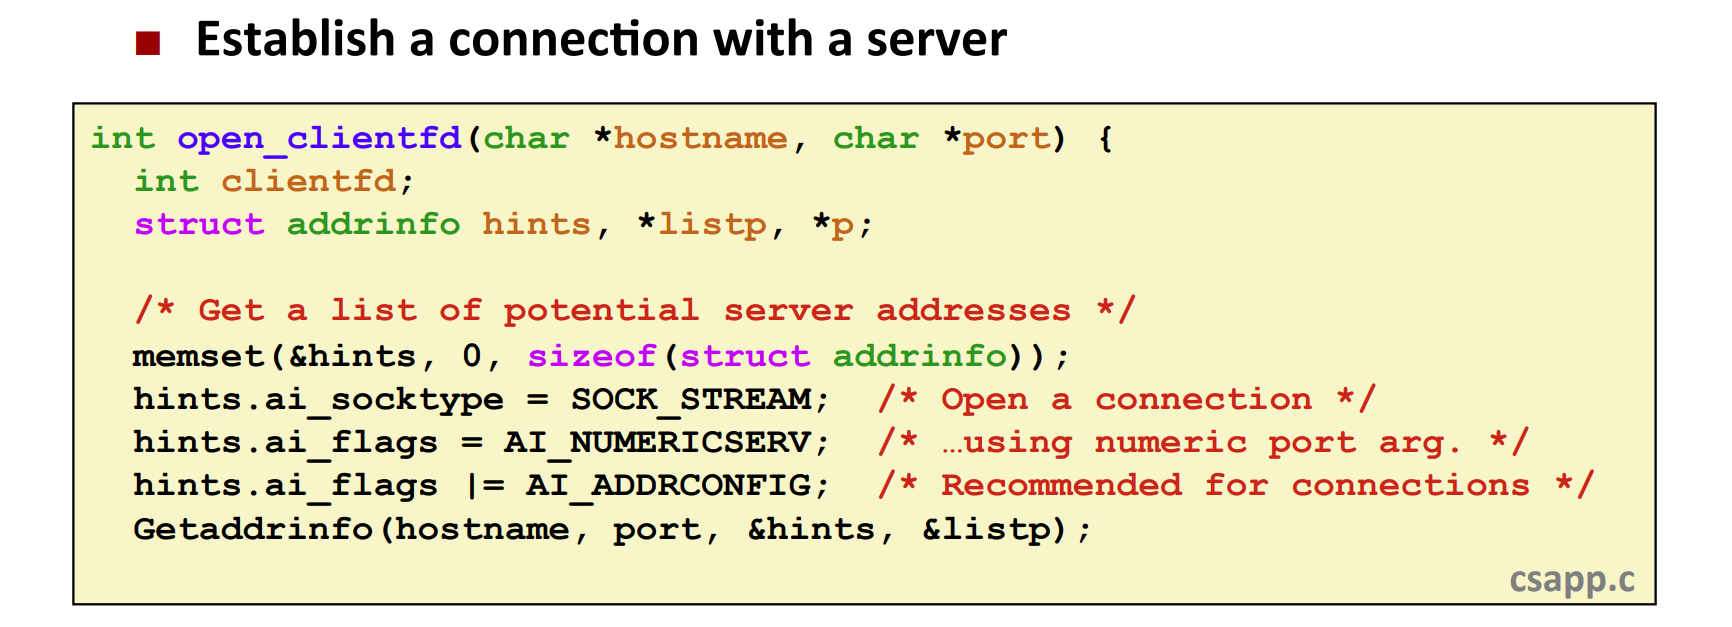 Establish a connection with a server
int open_clientfd(char *hostname, char *port) {
int clientfd;
struct addrinfo hints, *listp, *p;
/* Get a list of potential server addresses */
memset(&hints, 0, sizeof(struct addrinfo));
hints.ai_socktype = SOCK_STREAM; /* Open a connection */
hints.ai_flags = AI_NUMERICSERV; /* …using numeric port arg. */
hints.ai_flags |= AI_ADDRCONFIG; /* Recommended for connections */
Getaddrinfo(hostname, port, &hints, &listp);
csapp.c